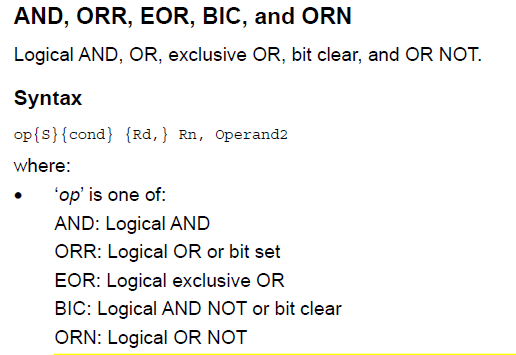 AND, ORR, EOR, BIC, and ORN
Logical AND, OR, exclusive OR, bit clear, and OR NOT.
Syntax
op{S}{cond} {Rd,} Rn, Operand2
where:
• ‘op’ is one of:
AND: Logical AND
ORR: Logical OR or bit set
EOR: Logical exclusive OR
BIC: Logical AND NOT or bit clear
ORN: Logical OR NOT